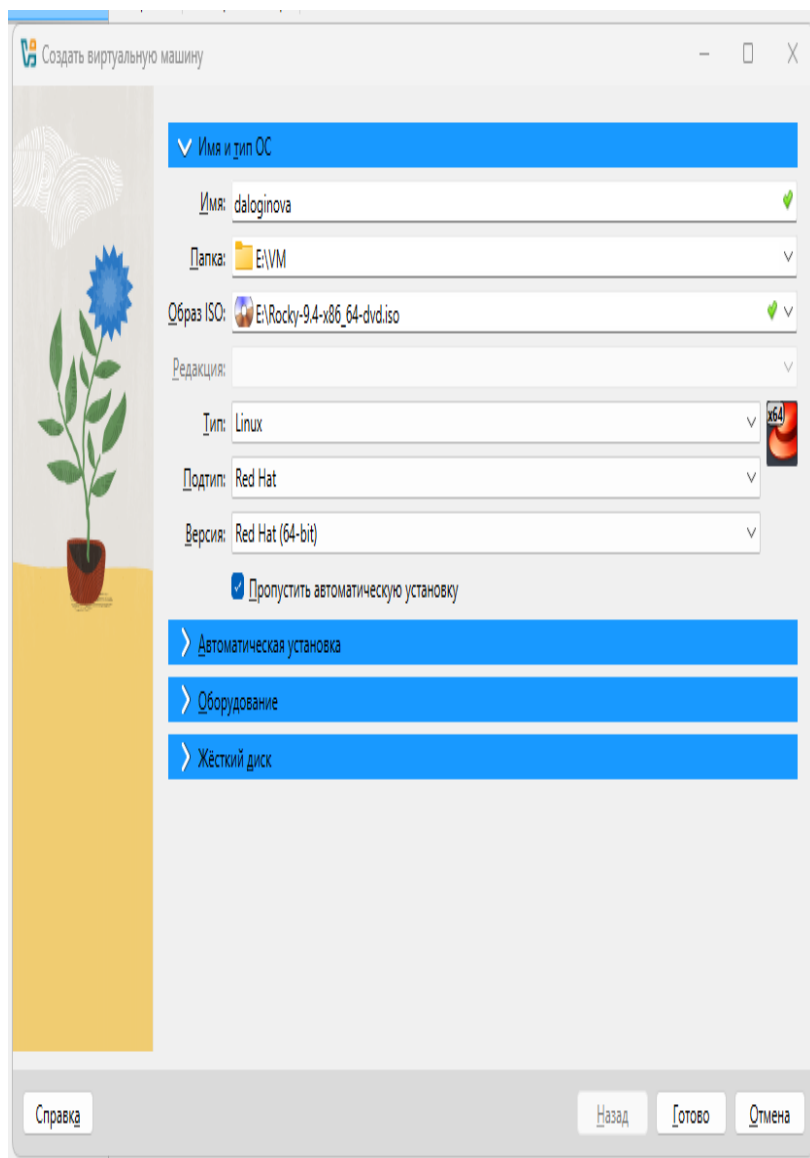 Создать виртуальную машину
Имя и тип ОС
Имя: daloginova
Папка: E:\VM
Образ ISO: E:\Rocky-9.4-x86_64-dvd.iso
Редакция:
Тип: Linux
x64
Подтип: Red Hat
Версия: Red Hat (64-bit)
Пропустить автоматическую установку
Автоматическая установка
Оборудование
Жёсткий диск
Справка Назад Готово Отмена